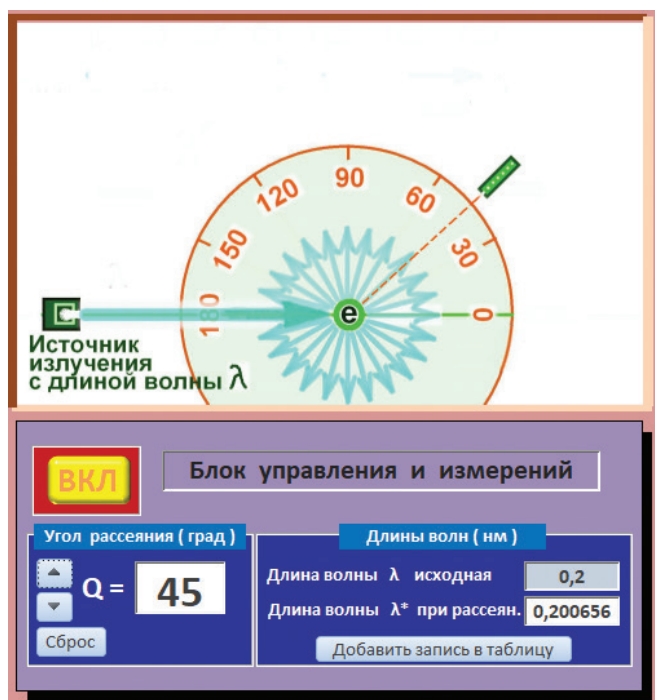 90
120
60
150
30
180
e
0
Источник
излучения
с длиной волны λ
ВКЛ
Блок управления и измерений
Угол рассеяния ( град )
Q = 45
Сброс
Длины волн ( нм )
Длина волны λ исходная 0,2
Длина волны λ* при рассеян. 0,200656
Добавить запись в таблицу